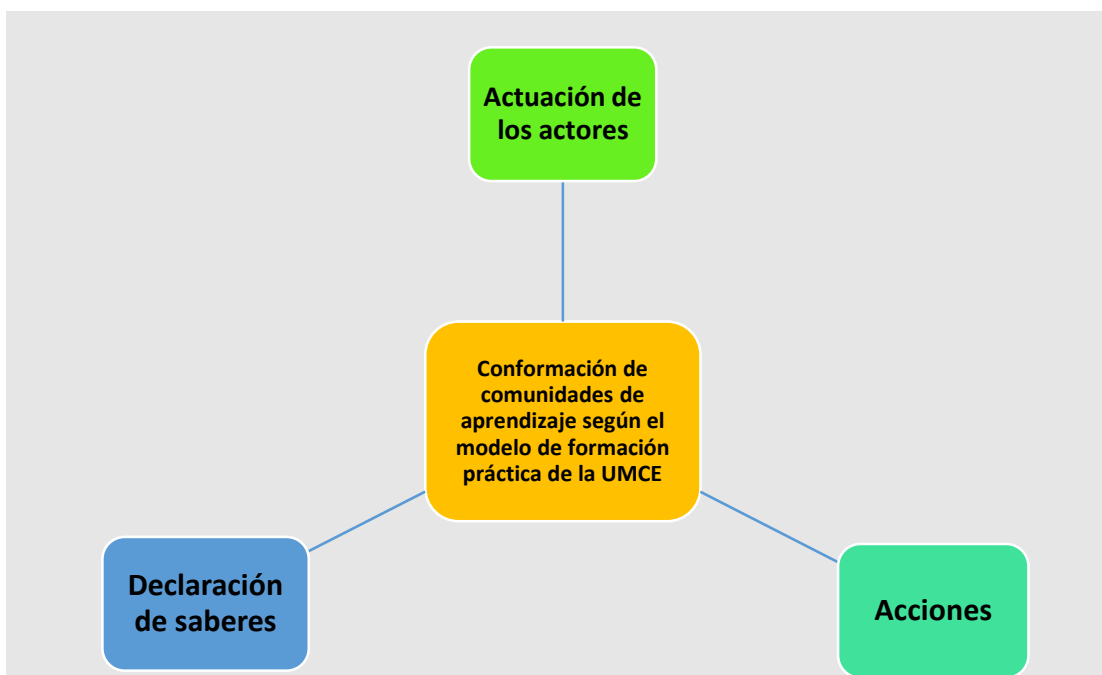 Actuación de
los actores
Conformación de
comunidades de
aprendizaje según el
modelo de formación
práctica de la UMCE
Declaración
de saberes
Acciones